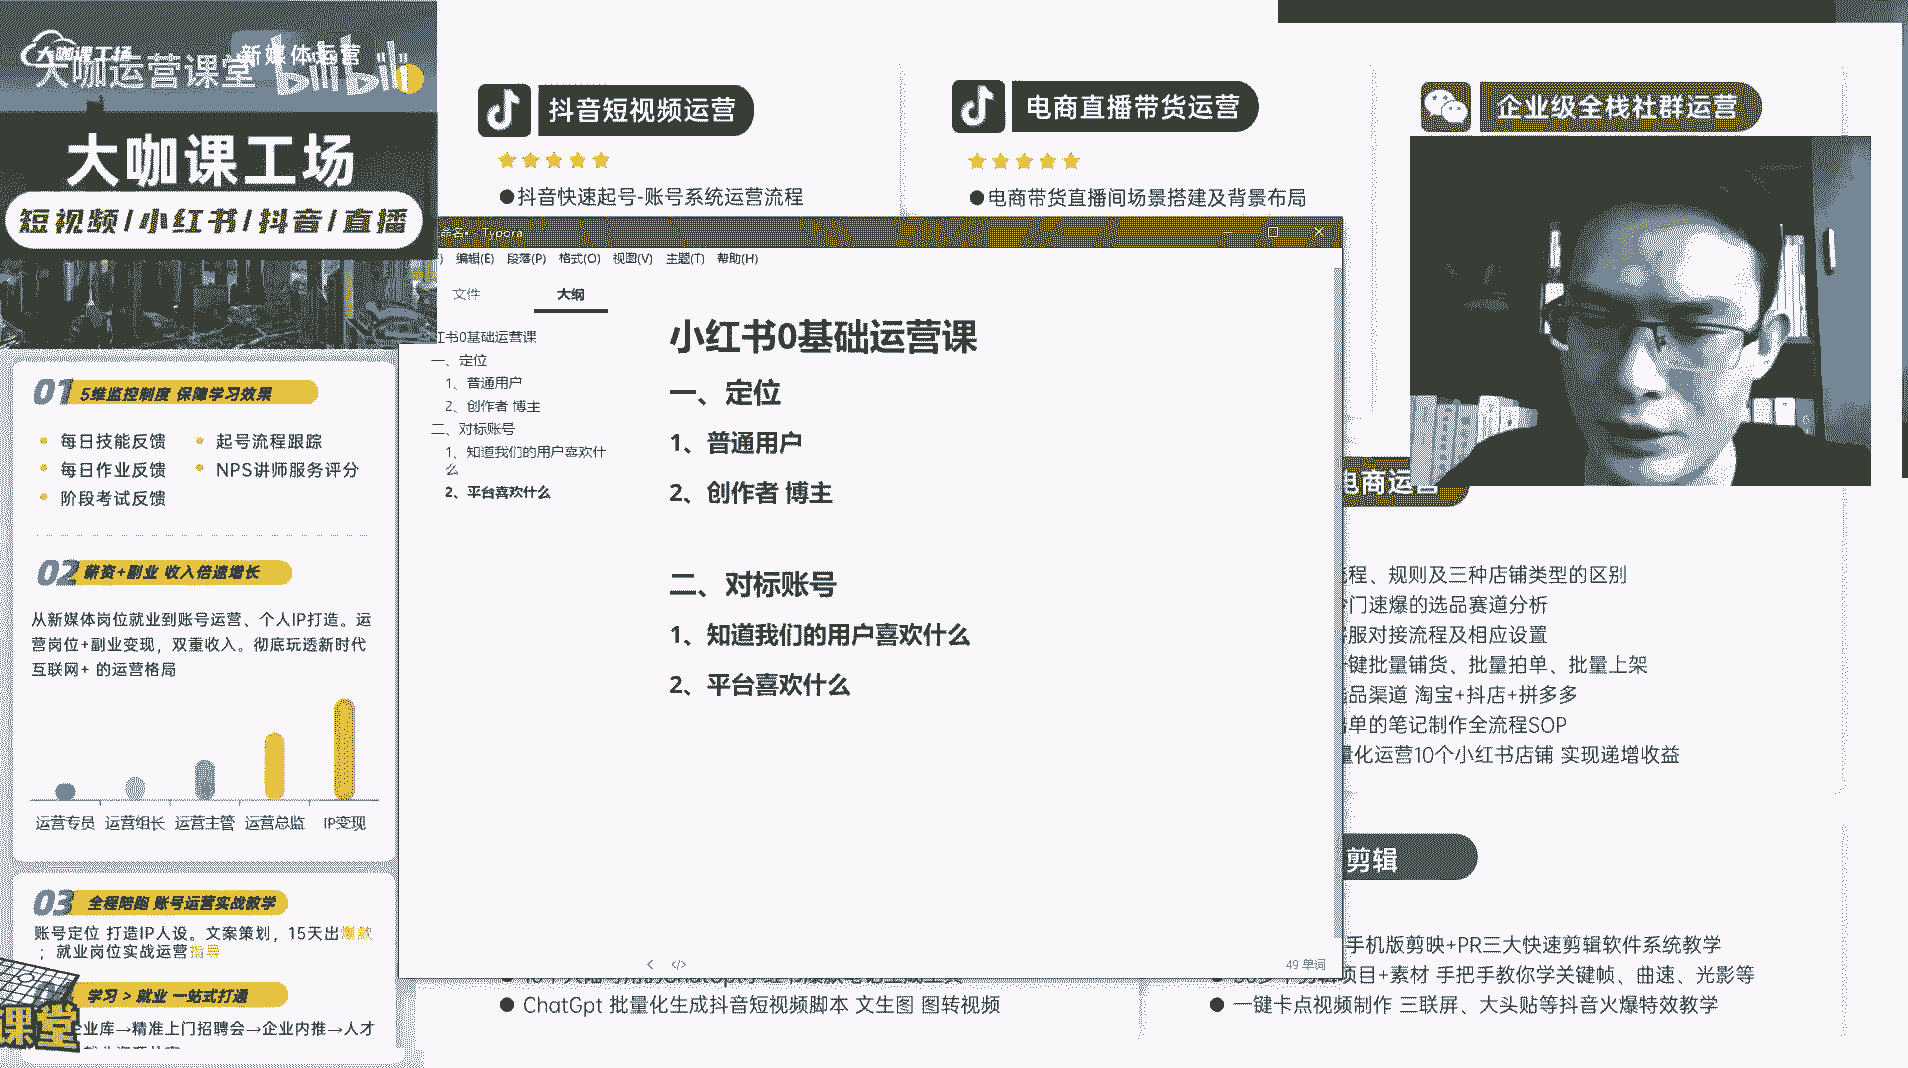 大咖课工场
大咖运营课堂
新媒体运营
bilibili
大咖课工场
短视频/小红书/抖音/直播
01 5维监控制度 保障学习效果
每日技能反馈
起号流程跟踪
每日作业反馈
NPS讲师服务评分
阶段考试反馈
02 薪资+副业 收入倍速增长
从新媒体岗位就业到账号运营、个人IP打造。运
营岗位+副业变现，双重收入。彻底玩透新时代
互联网+ 的运营格局
运营专员 运营组长 运营主管 运营总监 IP变现
03 全程陪跑 账号运营实战教学
账号定位 打造IP人设。文案策划，15天出爆款
；就业岗位实战运营指导
学习 > 就业 一站式打通
企业库→精准上门招聘会→企业内推→人才
课堂
抖音短视频运营
●抖音快速起号-账号系统运营流程
电商直播带货运营
●电商带货直播间场景搭建及背景布局
企业级全栈社群运营
命名• - Typora
) 编辑(E) 段落(P) 格式(O) 视图(V) 主题(T) 帮助(H)
文件 大纲
红书0基础运营课
一、定位
1、普通用户
2、创作者 博主
二、对标账号
1、知道我们的用户喜欢什
么
2、平台喜欢什么
小红书0基础运营课
一、定位
1、普通用户
2、创作者 博主
二、对标账号
1、知道我们的用户喜欢什么
2、平台喜欢什么
49 单词
电商运营
程、规则及三种店铺类型的区别
门速爆的选品赛道分析
客服对接流程及相应设置
键批量铺货、批量拍单、批量上架
品渠道 淘宝+抖店+拼多多
单的笔记制作全流程SOP
量化运营10个小红书店铺 实现递增收益
剪辑
手机版剪映+PR三大快速剪辑软件系统教学
项目+素材 手把手教你学关键帧、曲速、光影等
● 一键卡点视频制作 三联屏、大头贴等抖音火爆特效教学
● ChatGpt 批量化生成抖音短视频脚本 文生图 图转视频